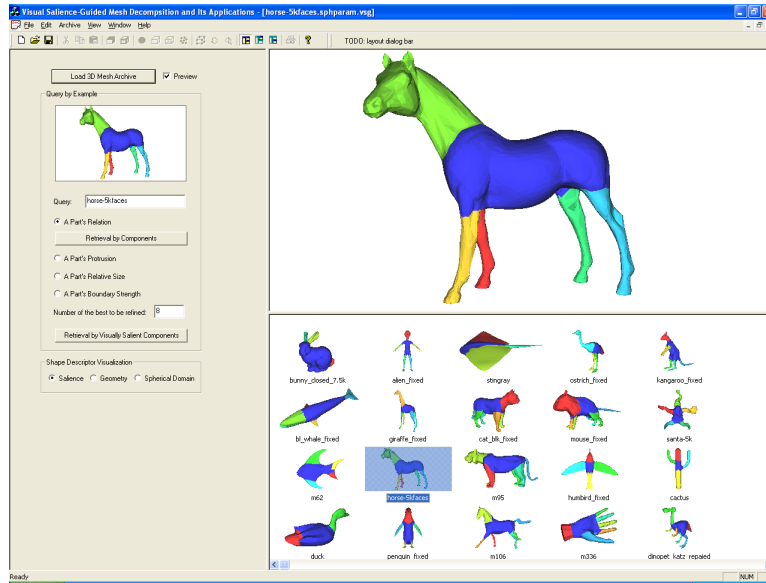 Visual Salience-Guided Mesh Decompsition and Its Applications - [horse-5kfaces.sphparam.vsg]
File Edit Archive View Window Help
TODO: layout dialog bar
Load 3D Mesh Archive
Preview
Query by Example
Query:
horse-5kfaces
A Part's Relation
Retrieval by Components
A Part's Protrusion
A Part's Relative Size
A Part's Boundary Strength
Number of the best to be refined:
8
Retrieval by Visually Salient Components
Shape Descriptor Visualization
Salience Geometry Spherical Domain
bunny_closed_7.5k alien_fixed stingray ostrich_fixed kangaroo_fixed
bl_whale_fixed giraffe_fixed cat_blk_fixed mouse_fixed santa-5k
m62 horse-5kfaces m95 humbird_fixed cactus
duck penguin_fixed m106 m336 dinopet_katz_repaied
Ready
NUM